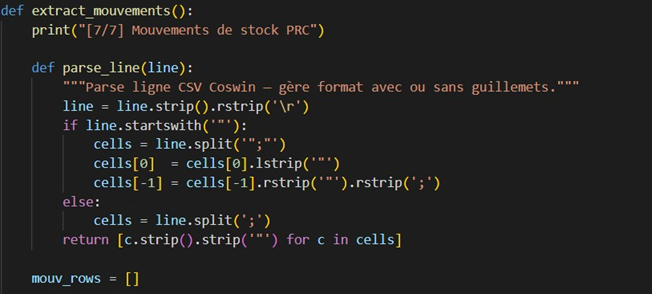 def extract_mouvements():
    print("[7/7] Mouvements de stock PRC")

    def parse_line(line):
        """Parse ligne CSV Coswin — gère format avec ou sans guillemets."""
        line = line.strip().rstrip('\r')
        if line.startswith('"'):
            cells = line.split('";"')
            cells[0]  = cells[0].lstrip('"')
            cells[-1] = cells[-1].rstrip('"').rstrip(';')
        else:
            cells = line.split(';')
        return [c.strip().strip('"') for c in cells]

    mouv_rows = []